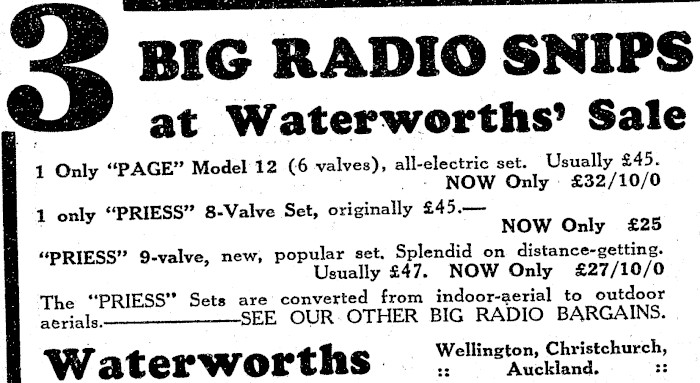 3 BIG RADIO SNIPS
at Waterworths' Sale
1 Only "PAGE" Model 12 (6 valves), all-electric set. Usually £45.
NOW Only £32/10/0
1 only "PRIESS" 8-Valve Set, originally £45.—
NOW Only £25
"PRIESS" 9-valve, new, popular set. Splendid on distance-getting.
Usually £47. NOW Only £27/10/0
The "PRIESS" Sets are converted from indoor-aerial to outdoor
aerials.————SEE OUR OTHER BIG RADIO BARGAINS.
Waterworths Wellington, Christchurch,
:: Auckland. ::